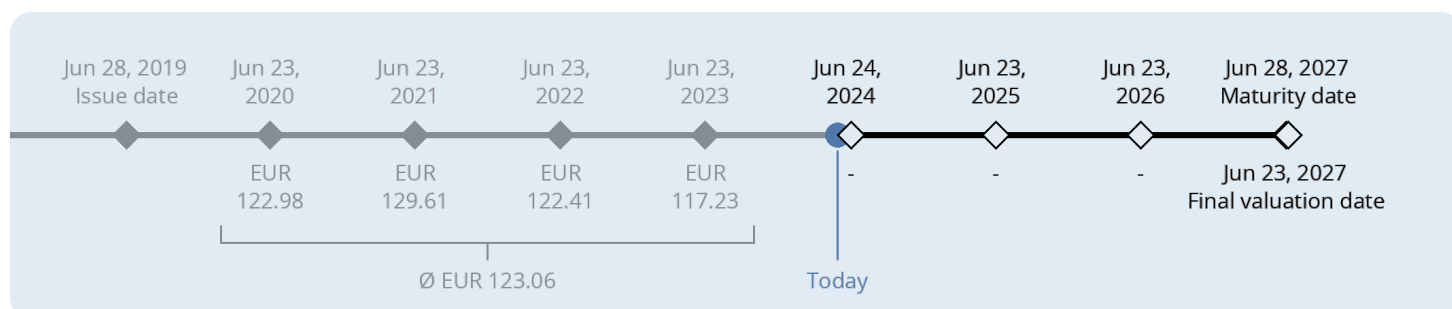 Jun 28, 2019
Issue date
Jun 23,
2020
Jun 23,
2021
Jun 23,
2022
Jun 23,
2023
Jun 24,
2024
Jun 23,
2025
Jun 23,
2026
Jun 28, 2027
Maturity date
EUR
122.98
EUR
129.61
EUR
122.41
EUR
117.23
-
-
-
Jun 23, 2027
Final valuation date
Ø EUR 123.06
Today